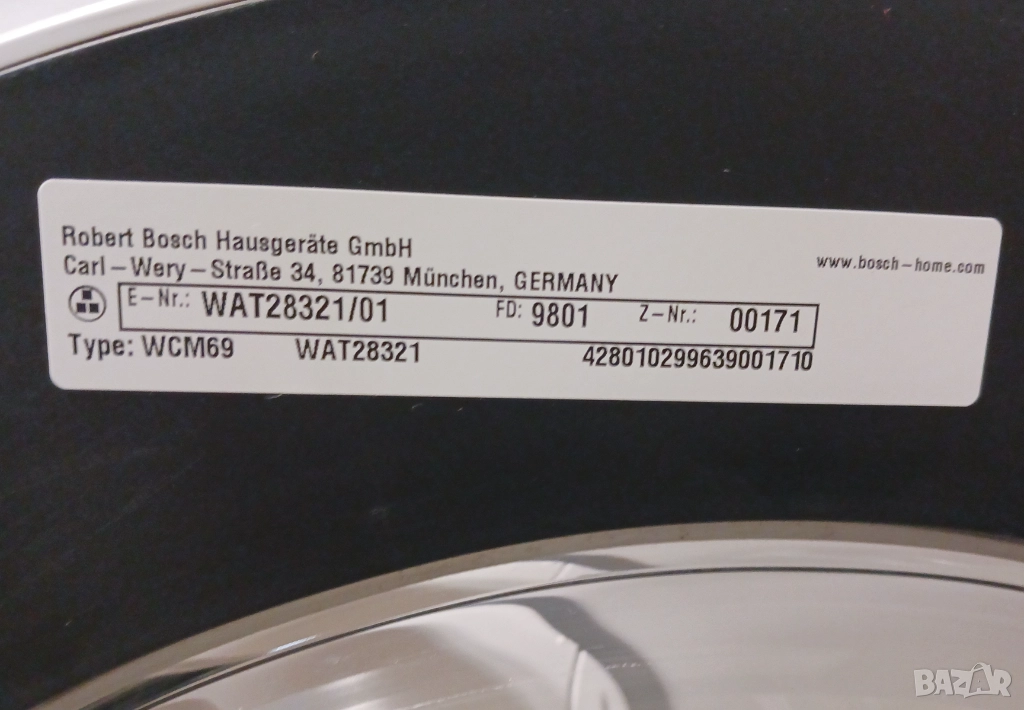 Robert Bosch Hausgeräte GmbH
Carl-Wery-Straße 34, 81739 München, GERMANY
www.bosch-home.com
E-Nr.: WAT28321/01 FD: 9801 Z-Nr.: 00171
Type: WCM69 WAT28321 428010299639001710
BAZAR